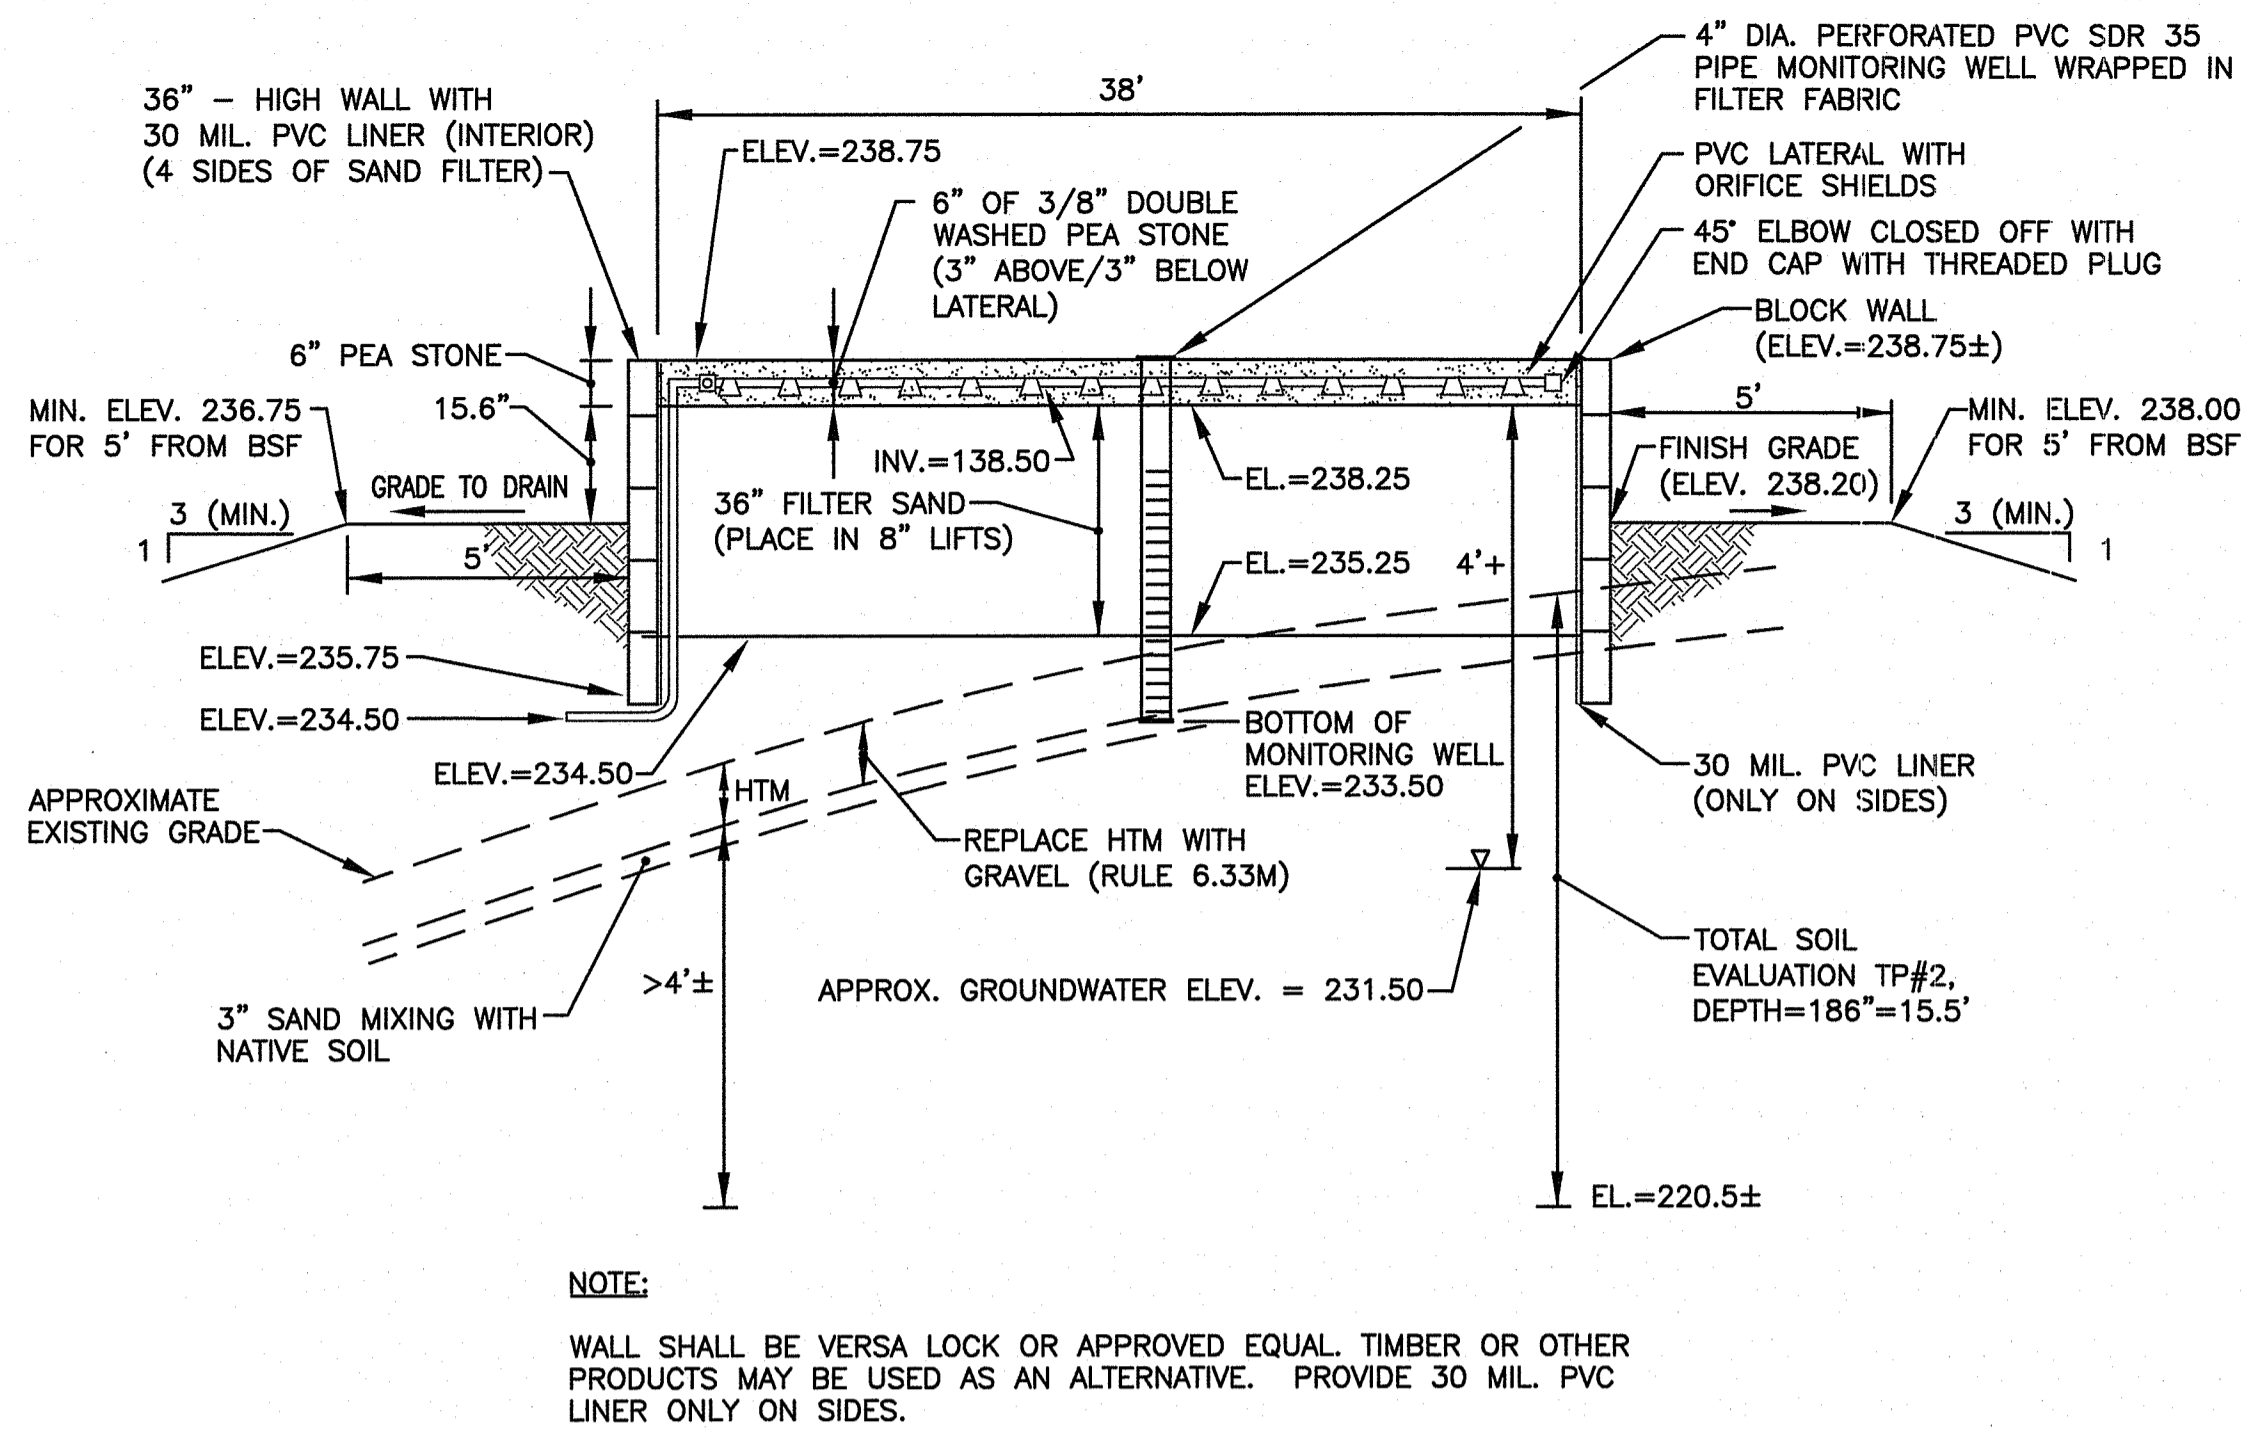 4" DIA. PERFORATED PVC SDR 35
PIPE MONITORING WELL WRAPPED IN
FILTER FABRIC
38'
36" - HIGH WALL WITH
30 MIL. PVC LINER (INTERIOR)
(4 SIDES OF SAND FILTER)
ELEV.=238.75
6" OF 3/8" DOUBLE
WASHED PEA STONE
(3" ABOVE/3" BELOW
LATERAL)
PVC LATERAL WITH
ORIFICE SHIELDS
45° ELBOW CLOSED OFF WITH
END CAP WITH THREADED PLUG
BLOCK WALL
(ELEV.=238.75±)
6" PEA STONE
15.6"
MIN. ELEV. 236.75
FOR 5' FROM BSF
GRADE TO DRAIN
3 (MIN.)
1
5'
INV.=138.50
36" FILTER SAND
(PLACE IN 8" LIFTS)
EL.=238.25
EL.=235.25
4'+
5'
MIN. ELEV. 238.00
FOR 5' FROM BSF
FINISH GRADE
(ELEV. 238.20)
3 (MIN.)
1
ELEV.=235.75
ELEV.=234.50
ELEV.=234.50
HTM
BOTTOM OF
MONITORING WELL
ELEV.=233.50
30 MIL. PVC LINER
(ONLY ON SIDES)
APPROXIMATE
EXISTING GRADE
REPLACE HTM WITH
GRAVEL (RULE 6.33M)
>4'±
APPROX. GROUNDWATER ELEV. = 231.50
TOTAL SOIL
EVALUATION TP#2,
DEPTH=186"=15.5'
3" SAND MIXING WITH
NATIVE SOIL
EL.=220.5±
NOTE:
WALL SHALL BE VERSA LOCK OR APPROVED EQUAL. TIMBER OR OTHER
PRODUCTS MAY BE USED AS AN ALTERNATIVE. PROVIDE 30 MIL. PVC
LINER ONLY ON SIDES.